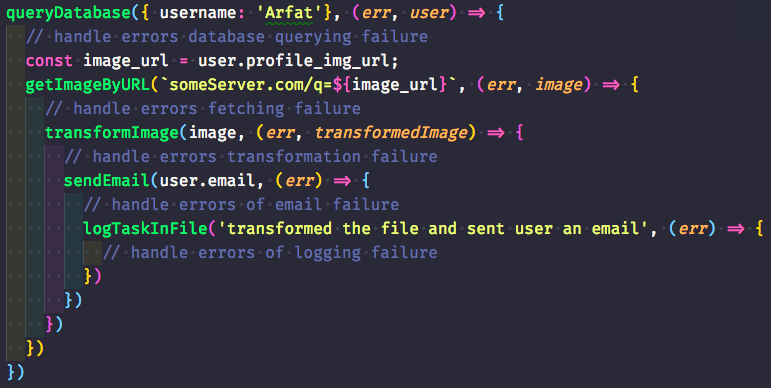 queryDatabase({ username: 'Arfat'}, (err, user) => {
  // handle errors database querying failure
  const image_url = user.profile_img_url;
  getImageByURL(`someServer.com/q=${image_url}`, (err, image) => {
    // handle errors fetching failure
    transformImage(image, (err, transformedImage) => {
      // handle errors transformation failure
      sendEmail(user.email, (err) => {
        // handle errors of email failure
        logTaskInFile('transformed the file and sent user an email', (err) => {
          // handle errors of logging failure
        })
      })
    })
  })
})